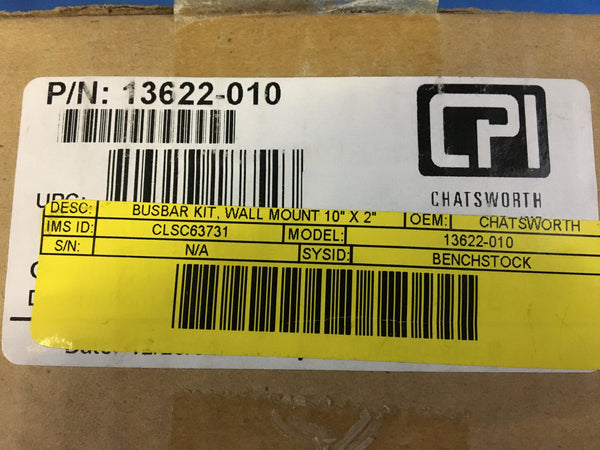 P/N: 13622-010
CPI
CHATSWORTH
UPC:
DESC: BUSBAR KIT, WALL MOUNT 10" X 2" OEM: CHATSWORTH
IMS ID: CLSC63731 MODEL: 13622-010
S/N: N/A SYSID: BENCHSTOCK